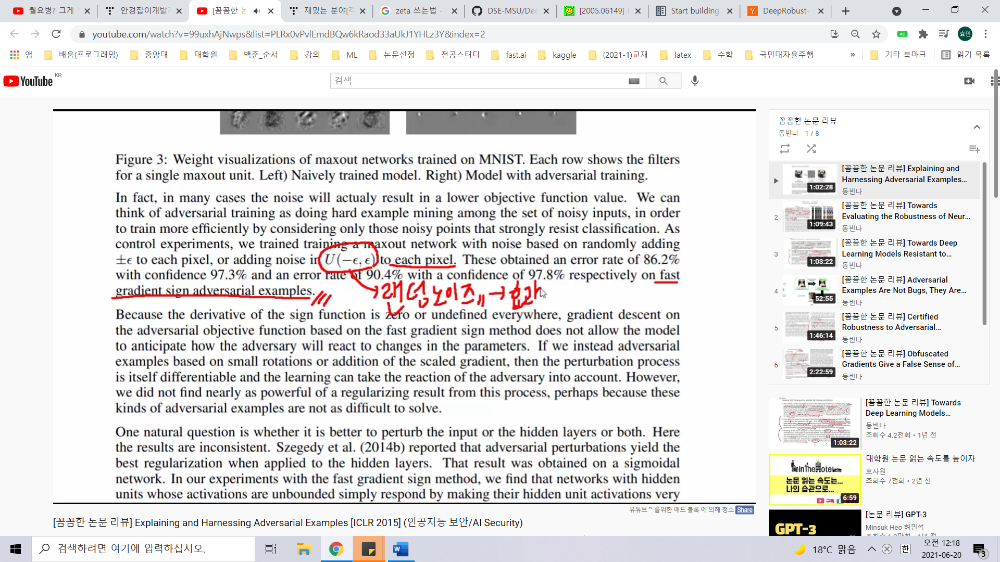 월요병? 그게
안경잡이개발
[꼼꼼한 논
재밌는 분야[적
zeta 쓰는법 -
DSE-MSU/Dee
[2005.06149]
Start building
DeepRobust-
youtube.com/watch?v=99uxhAjNwps&list=PLRx0vPvlEmdBQw6kRaod33aUkJ1YHLz3Y&index=2
AC
효민
앱 배움(프로그래밍) 중앙대 대학원 백준_순서 강의 ML 논문선정 전공스터디 fast.ai kaggle (2021-1)교재 latex 수학 국민대자율주행 » 기타 북마크 읽기 목록
YouTube KR
검색
Figure 3: Weight visualizations of maxout networks trained on MNIST. Each row shows the filters
for a single maxout unit. Left) Naively trained model. Right) Model with adversarial training.
In fact, in many cases the noise will actualy result in a lower objective function value. We can
think of adversarial training as doing hard example mining among the set of noisy inputs, in order
to train more efficiently by considering only those noisy points that strongly resist classification. As
control experiments, we trained training a maxout network with noise based on randomly adding
±ϵ to each pixel, or adding noise in U(−ϵ, ϵ) to each pixel. These obtained an error rate of 86.2%
with confidence 97.3% and an error rate of 90.4% with a confidence of 97.8% respectively on fast
gradient sign adversarial examples.
→ 랜덤 노이즈 → 효과
Because the derivative of the sign function is zero or undefined everywhere, gradient descent on
the adversarial objective function based on the fast gradient sign method does not allow the model
to anticipate how the adversary will react to changes in the parameters. If we instead adversarial
examples based on small rotations or addition of the scaled gradient, then the perturbation process
is itself differentiable and the learning can take the reaction of the adversary into account. However,
we did not find nearly as powerful of a regularizing result from this process, perhaps because these
kinds of adversarial examples are not as difficult to solve.
One natural question is whether it is better to perturb the input or the hidden layers or both. Here
the results are inconsistent. Szegedy et al. (2014b) reported that adversarial perturbations yield the
best regularization when applied to the hidden layers. That result was obtained on a sigmoidal
network. In our experiments with the fast gradient sign method, we find that networks with hidden
units whose activations are unbounded simply respond by making their hidden unit activations very
유튜브 ™ 를위한 애드 블록 에 의해 청소 Share
[꼼꼼한 논문 리뷰] Explaining and Harnessing Adversarial Examples [ICLR 2015] (인공지능 보안/AI Security)
꼼꼼한 논문 리뷰
동빈나 - 1 / 8
[꼼꼼한 논문 리뷰] Explaining and
Harnessing Adversarial Examples...
동빈나
1:02:28
2
[꼼꼼한 논문 리뷰] Towards
Evaluating the Robustness of Neur...
동빈나
1:09:43
3
[꼼꼼한 논문 리뷰] Towards Deep
Learning Models Resistant to...
동빈나
1:03:22
4
[꼼꼼한 논문 리뷰] Adversarial
Examples Are Not Bugs, They Are...
동빈나
52:55
5
[꼼꼼한 논문 리뷰] Certified
Robustness to Adversarial...
동빈나
1:46:14
6
[꼼꼼한 논문 리뷰] Obfuscated
Gradients Give a False Sense of...
동빈나
2:22:59
[꼼꼼한 논문 리뷰] Towards
Deep Learning Models...
동빈나
조회수 4.2천회 • 1년 전
1:03:22
대학원 논문 읽는 속도를 높이자
호사원
조회수 7천회 • 2년 전
논문 읽는 속도는...
나의 습관으로...
구독
6:59
[논문 리뷰] GPT-3
Minsuk Heo 허민석
GPT-3
검색하려면 여기에 입력하십시오.
18°C 맑음
한
오전 12:18
2021-06-20
3